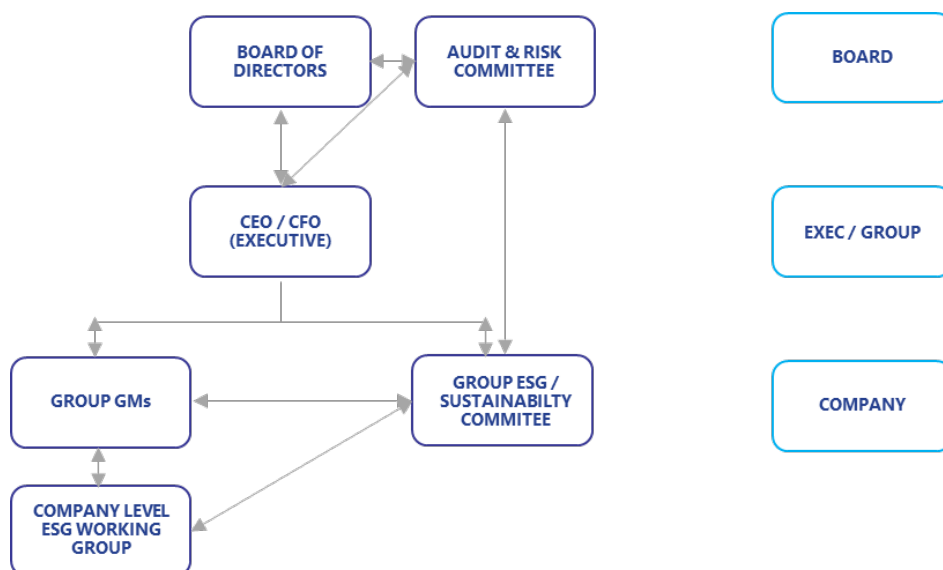 BOARD OF
DIRECTORS
AUDIT & RISK
COMMITTEE
BOARD
CEO / CFO
(EXECUTIVE)
EXEC / GROUP
GROUP GMs
GROUP ESG /
SUSTAINABILTY
COMMITEE
COMPANY
COMPANY LEVEL
ESG WORKING
GROUP